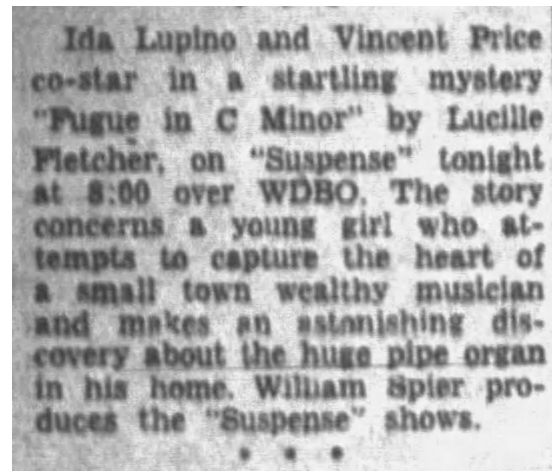 Ida Lupino and Vincent Price
co-star in a startling mystery
"Fugue in C Minor" by Lucille
Fletcher, on "Suspense" tonight
at 8:00 over WDBO. The story
concerns a young girl who at-
tempts to capture the heart of
a small town wealthy musician
and makes an astonishing dis-
covery about the huge pipe organ
in his home. William Spier pro-
duces the "Suspense" shows.
* * *